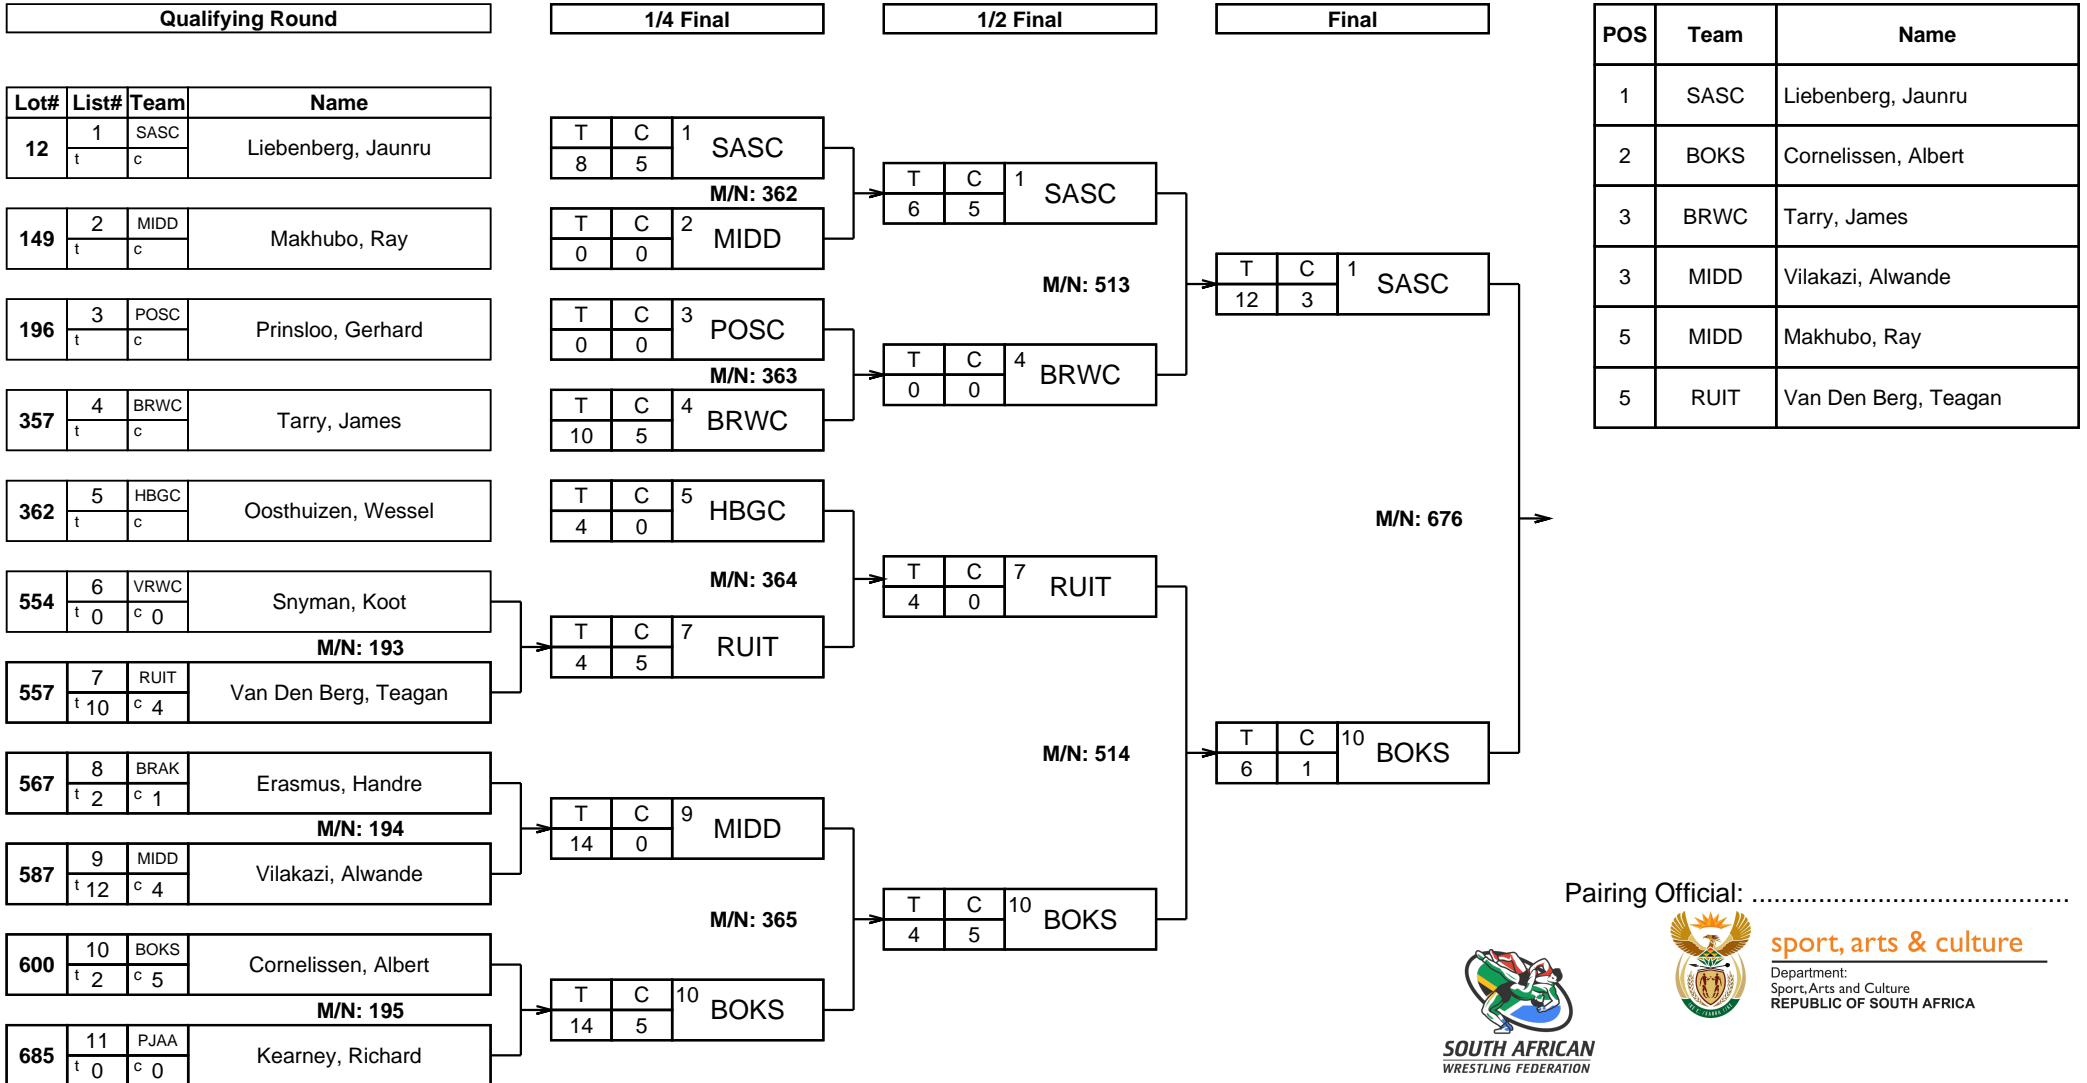 Qualifying Round
1/4 Final
1/2 Final
Final
Lot# List# Team Name
12 1 SASC Liebenberg, Jaunru
t c
149 2 MIDD Makhubo, Ray
t c
196 3 POSC Prinsloo, Gerhard
t c
357 4 BRWC Tarry, James
t c
362 5 HBGC Oosthuizen, Wessel
t c
554 6 VRWC Snyman, Koot
t 0 c 0
M/N: 193
557 7 RUIT Van Den Berg, Teagan
t 10 c 4
567 8 BRAK Erasmus, Handre
t 2 c 1
M/N: 194
587 9 MIDD Vilakazi, Alwande
t 12 c 4
600 10 BOKS Cornelissen, Albert
t 2 c 5
M/N: 195
685 11 PJAA Kearney, Richard
t 0 c 0
T C 1 SASC
8 5
M/N: 362
T C 2 MIDD
0 0
T C 3 POSC
0 0
M/N: 363
T C 4 BRWC
10 5
T C 5 HBGC
4 0
M/N: 364
T C 7 RUIT
4 5
T C 9 MIDD
14 0
M/N: 365
T C 10 BOKS
14 5
T C 1 SASC
6 5
M/N: 513
T C 4 BRWC
0 0
T C 7 RUIT
4 0
M/N: 514
T C 10 BOKS
4 5
T C 1 SASC
12 3
M/N: 676
T C 10 BOKS
6 1
POS Team Name
1 SASC Liebenberg, Jaunru
2 BOKS Cornelissen, Albert
3 BRWC Tarry, James
3 MIDD Vilakazi, Alwande
5 MIDD Makhubo, Ray
5 RUIT Van Den Berg, Teagan
Pairing Official: ...........................................
SOUTH AFRICAN
WRESTLING FEDERATION
sport, arts & culture
Department:
Sport, Arts and Culture
REPUBLIC OF SOUTH AFRICA